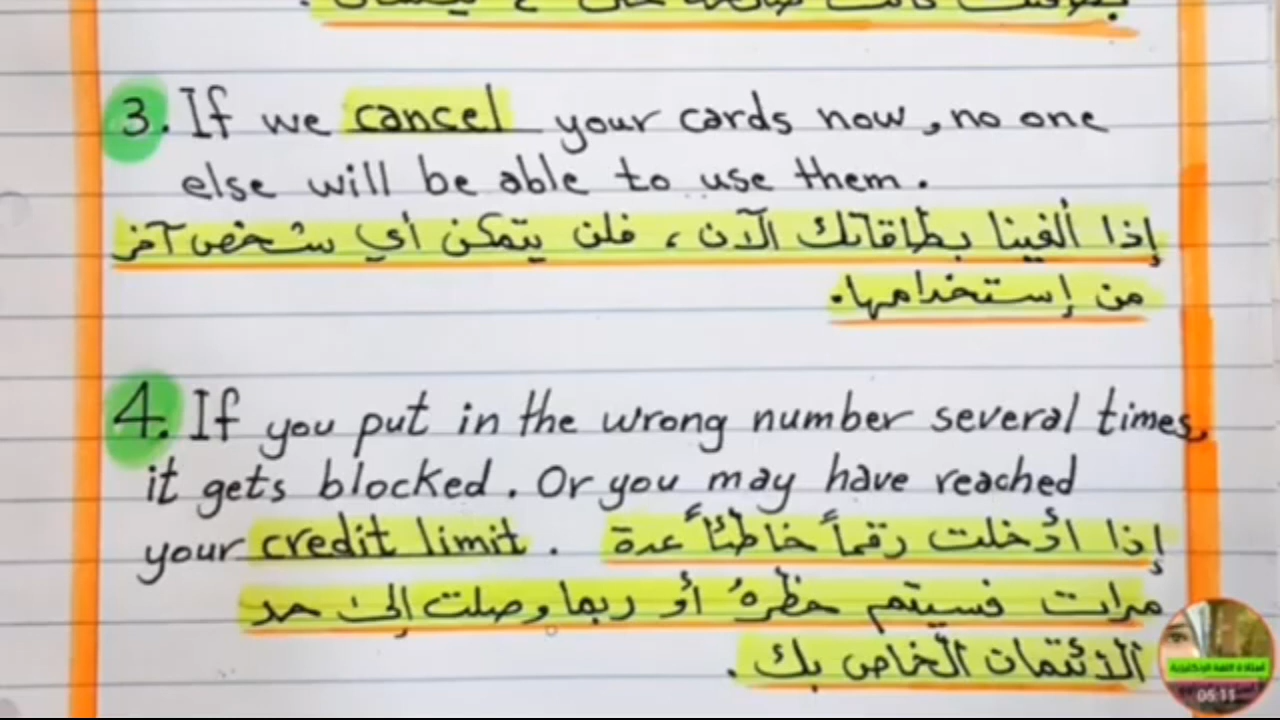 3. If we cancel your cards now, no one
else will be able to use them.
إذا ألغينا بطاقاتك الآن، فلن يتمكن أي شخص آخر
من إستخدامها.
4. If you put in the wrong number several times,
it gets blocked. Or you may have reached
your credit limit.
إذا أدخلت رقماً خاطئاً عدة
مرات فسيتم حظرهُ أو ربما وصلت إلى حد
الائتمان الخاص بك.
05:11